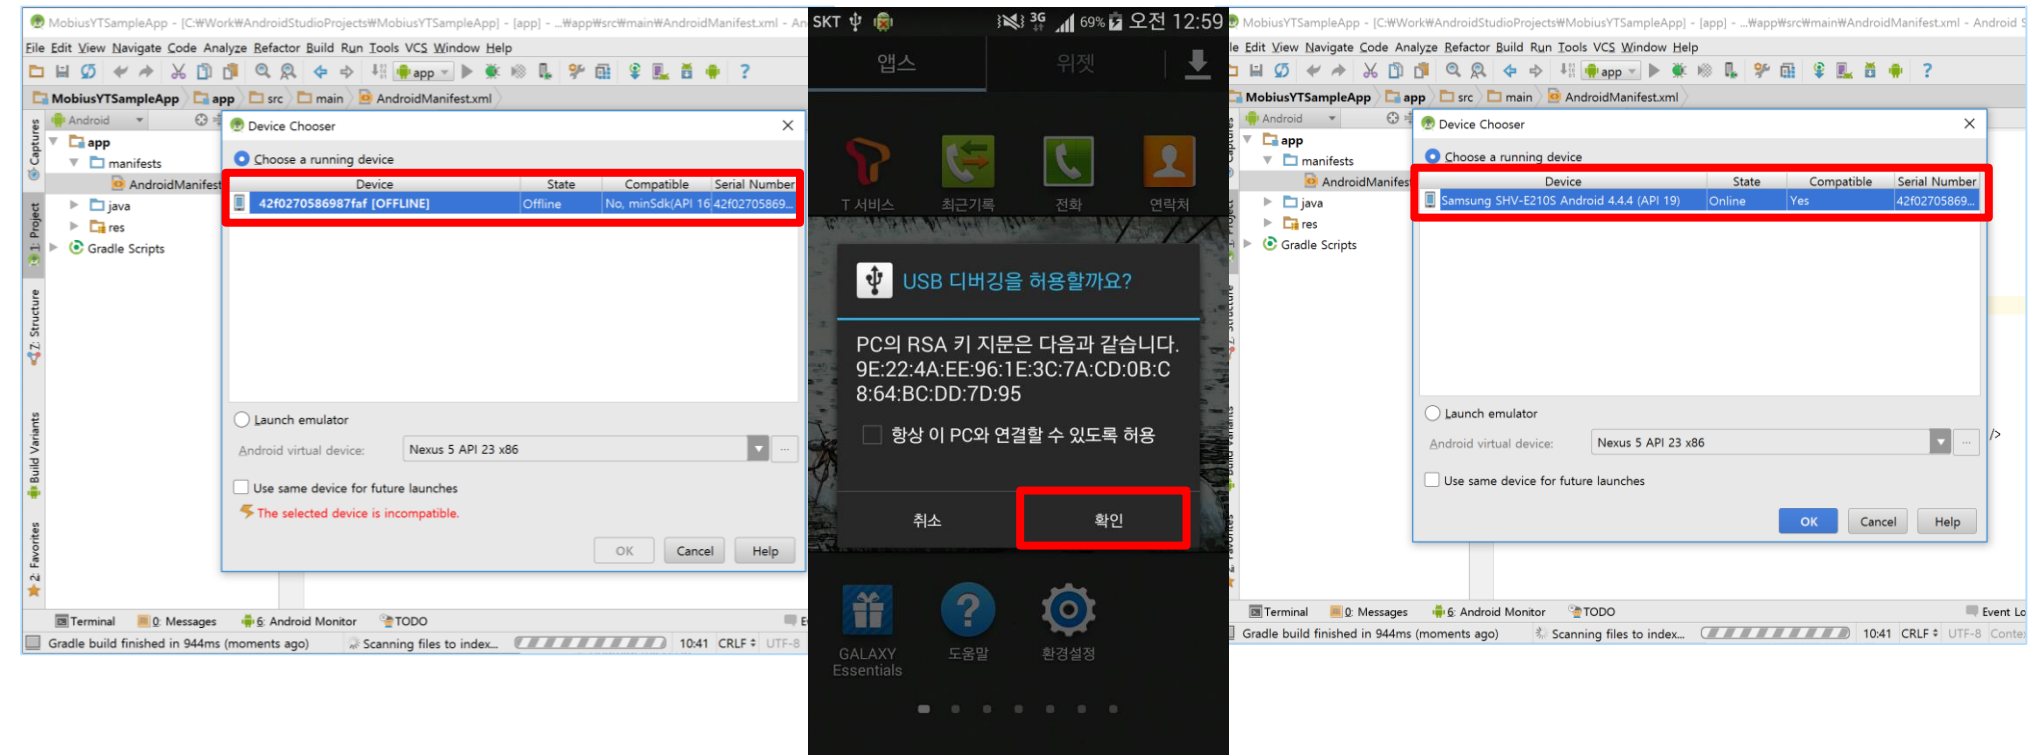 MobiusYTSampleApp - [C:₩Work₩AndroidStudioProjects₩MobiusYTSampleApp] - [app] - ...₩app₩src₩main₩AndroidManifest.xml - An
File Edit View Navigate Code Analyze Refactor Build Run Tools VCS Window Help
app
MobiusYTSampleApp app src main AndroidManifest.xml
Android
app
manifests
AndroidManifest
java
res
Gradle Scripts
Captures
1: Project
7: Structure
Build Variants
2: Favorites
Device Chooser
Choose a running device
Device State Compatible Serial Number
42f0270586987faf [OFFLINE] Offline No, minSdk(API 16 42f02705869...
Launch emulator
Android virtual device: Nexus 5 API 23 x86 ...
Use same device for future launches
The selected device is incompatible.
OK Cancel Help
Terminal 0: Messages 6: Android Monitor TODO
Gradle build finished in 944ms (moments ago) Scanning files to index... 10:41 CRLF UTF-8
SKT 3G 69% 오전 12:59
앱스 위젯
T 서비스 최근기록 전화 연락처
USB 디버깅을 허용할까요?
PC의 RSA 키 지문은 다음과 같습니다.
9E:22:4A:EE:96:1E:3C:7A:CD:0B:C
8:64:BC:DD:7D:95
항상 이 PC와 연결할 수 있도록 허용
취소 확인
GALAXY Essentials 도움말 환경설정
MobiusYTSampleApp - [C:₩Work₩AndroidStudioProjects₩MobiusYTSampleApp] - [app] - ...₩app₩src₩main₩AndroidManifest.xml - Android S
le Edit View Navigate Code Analyze Refactor Build Run Tools VCS Window Help
app
MobiusYTSampleApp app src main AndroidManifest.xml
Android
app
manifests
AndroidManifes
java
res
Gradle Scripts
Device Chooser
Choose a running device
Device State Compatible Serial Number
Samsung SHV-E210S Android 4.4.4 (API 19) Online Yes 42f02705869...
Launch emulator
Android virtual device: Nexus 5 API 23 x86 ...
/>
Use same device for future launches
OK Cancel Help
Terminal 0: Messages 6: Android Monitor TODO Event Lo
Gradle build finished in 944ms (moments ago) Scanning files to index... 10:41 CRLF UTF-8 Conte